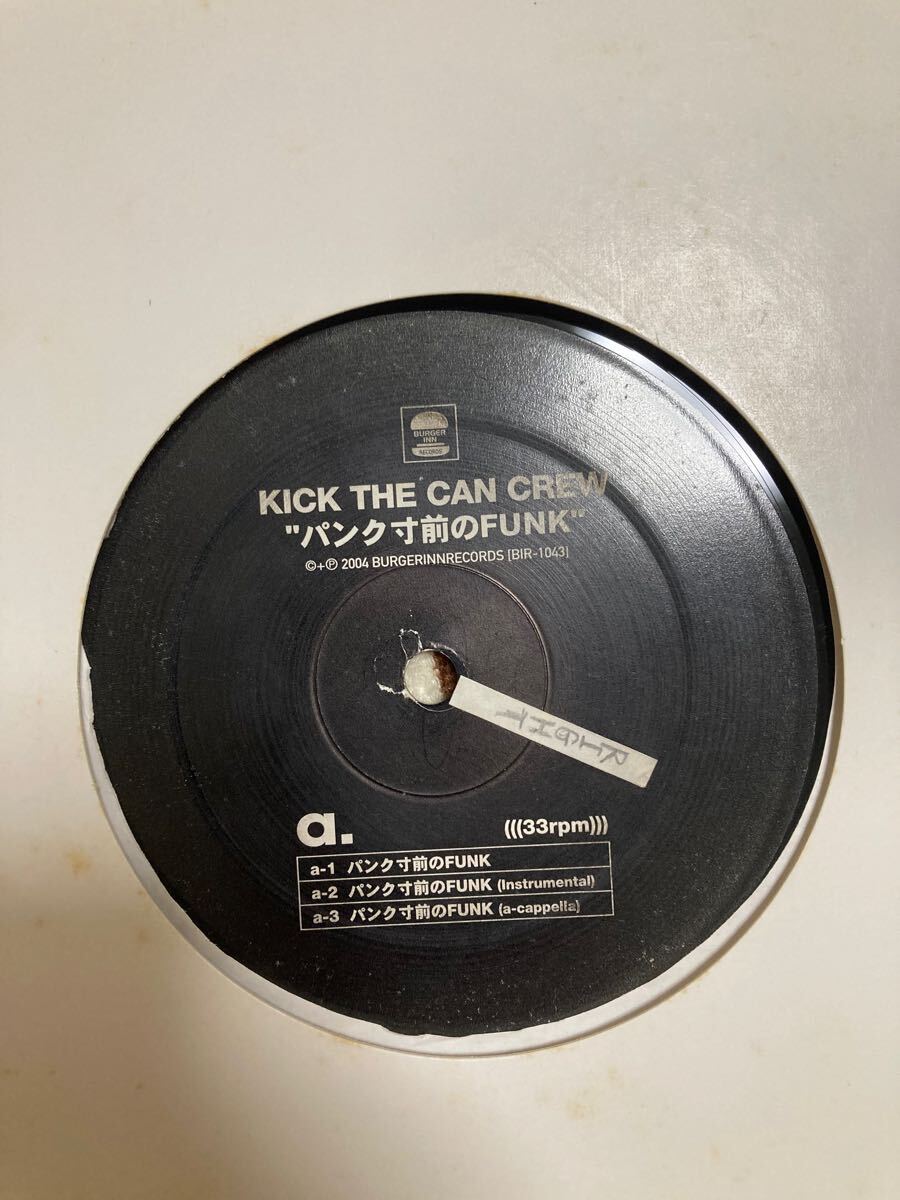 BURGER
INN
RECORDS
KICK THE CAN CREW
"パンク寸前のFUNK"
©+℗ 2004 BURGERINNRECORDS [BIR-1043]
a.
(((33rpm)))
a-1 パンク寸前のFUNK
a-2 パンク寸前のFUNK (Instrumental)
a-3 パンク寸前のFUNK (a-cappella)